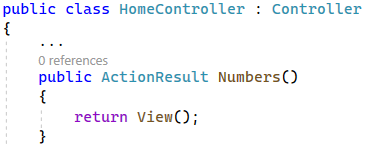 public class HomeController : Controller
{
...
0 references
public ActionResult Numbers()
{
return View();
}